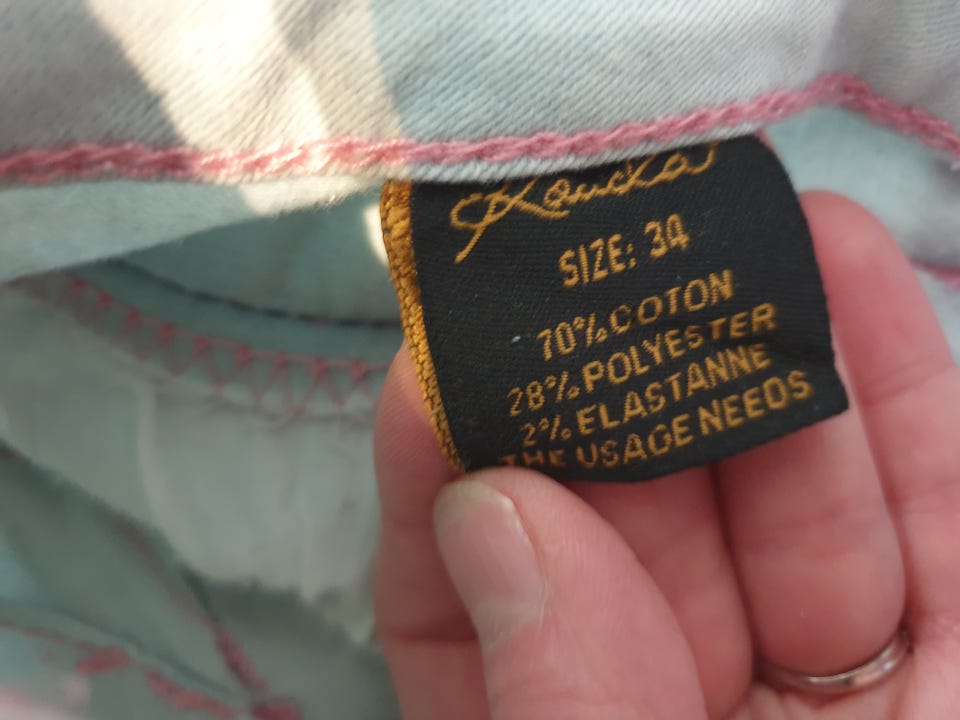 SIZE: 34
70% COTON
28% POLYESTER
2% ELASTANNE
THE USAGE NEEDS